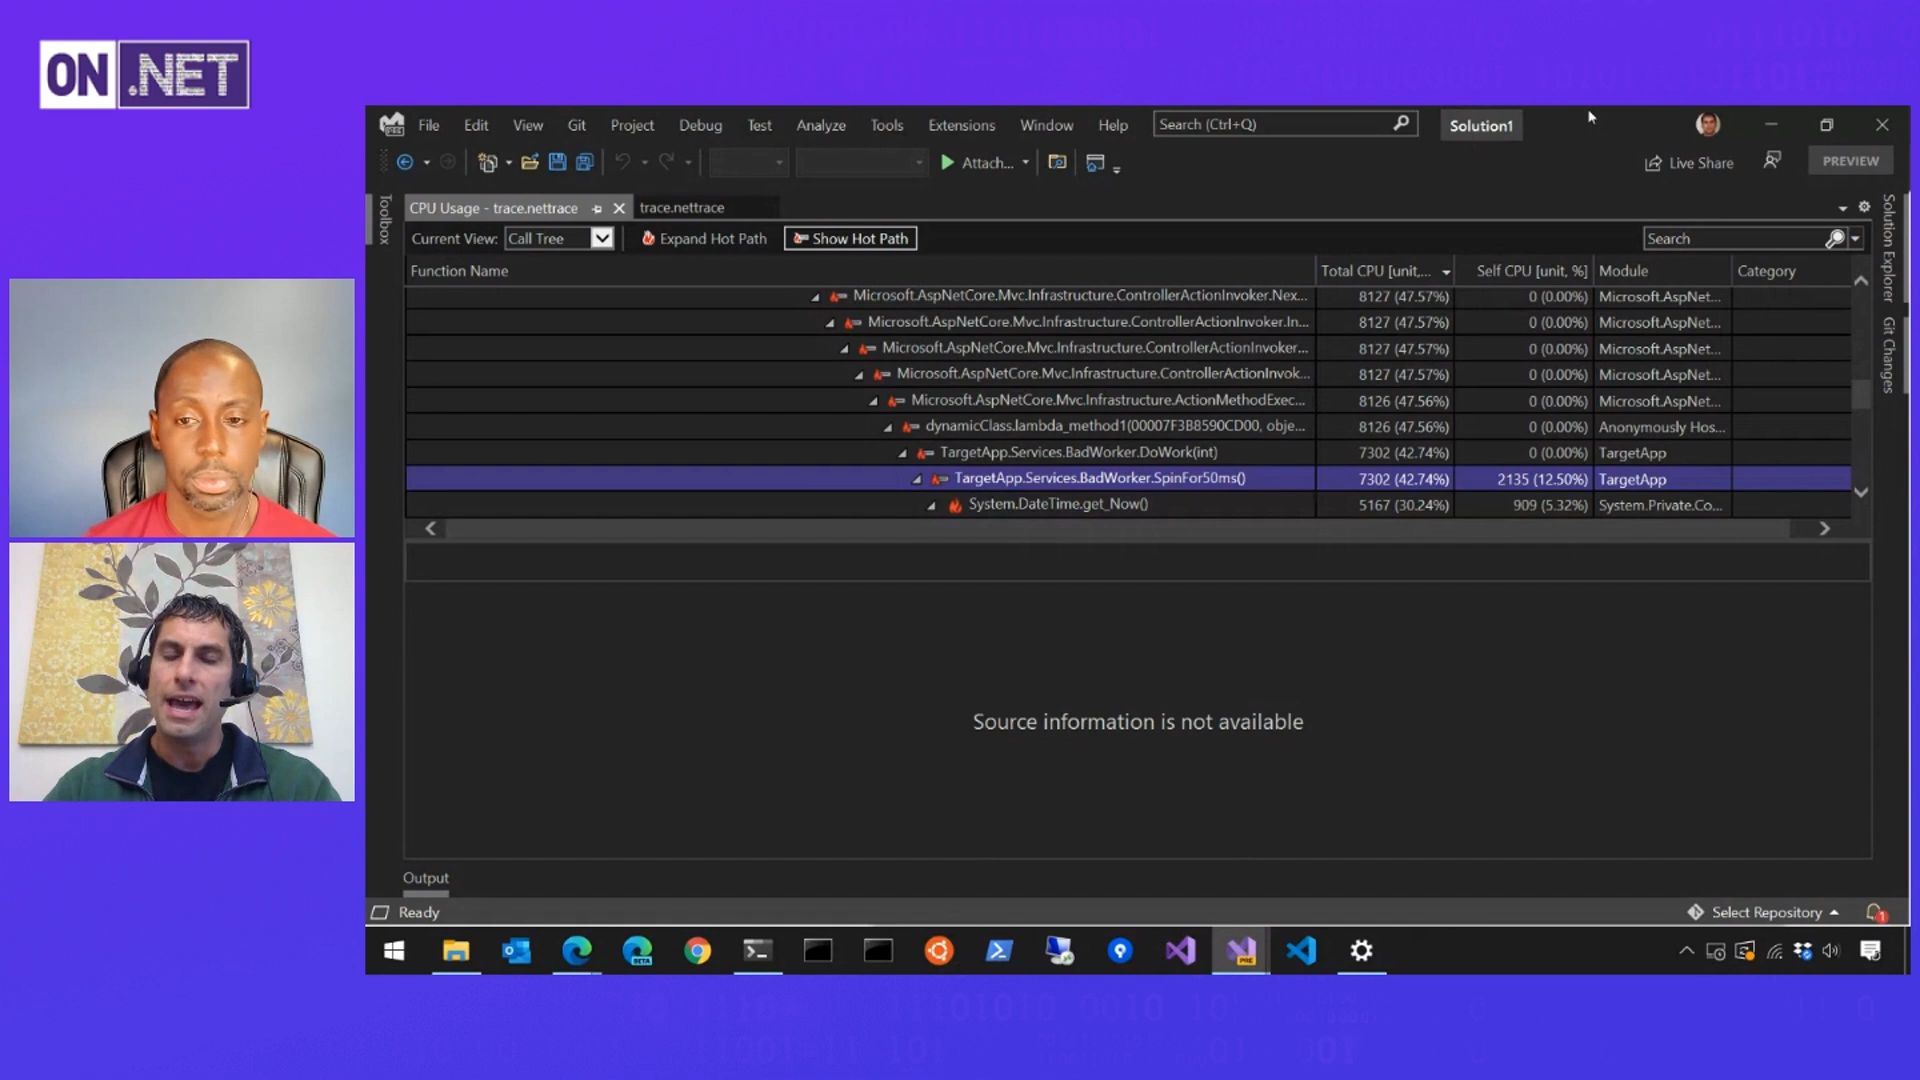 ON .NET
File Edit View Git Project Debug Test Analyze Tools Extensions Window Help Search (Ctrl+Q) Solution1
Attach... Live Share PREVIEW
Toolbox
CPU Usage - trace.nettrace trace.nettrace
Current View: Call Tree Expand Hot Path Show Hot Path Search
Function Name Total CPU [unit,... Self CPU [unit, %] Module Category
Microsoft.AspNetCore.Mvc.Infrastructure.ControllerActionInvoker.Nex... 8127 (47.57%) 0 (0.00%) Microsoft.AspNet...
Microsoft.AspNetCore.Mvc.Infrastructure.ControllerActionInvoker.In... 8127 (47.57%) 0 (0.00%) Microsoft.AspNet...
Microsoft.AspNetCore.Mvc.Infrastructure.ControllerActionInvoker... 8127 (47.57%) 0 (0.00%) Microsoft.AspNet...
Microsoft.AspNetCore.Mvc.Infrastructure.ControllerActionInvok... 8127 (47.57%) 0 (0.00%) Microsoft.AspNet...
Microsoft.AspNetCore.Mvc.Infrastructure.ActionMethodExec... 8126 (47.56%) 0 (0.00%) Microsoft.AspNet...
dynamicClass.lambda_method1(00007F3B8590CD00, obje... 8126 (47.56%) 0 (0.00%) Anonymously Hos...
TargetApp.Services.BadWorker.DoWork(int) 7302 (42.74%) 0 (0.00%) TargetApp
TargetApp.Services.BadWorker.SpinFor50ms() 7302 (42.74%) 2135 (12.50%) TargetApp
System.DateTime.get_Now() 5167 (30.24%) 909 (5.32%) System.Private.Co...
Solution Explorer
Git Changes
Source information is not available
Output
Ready Select Repository 1
BETA
PRE